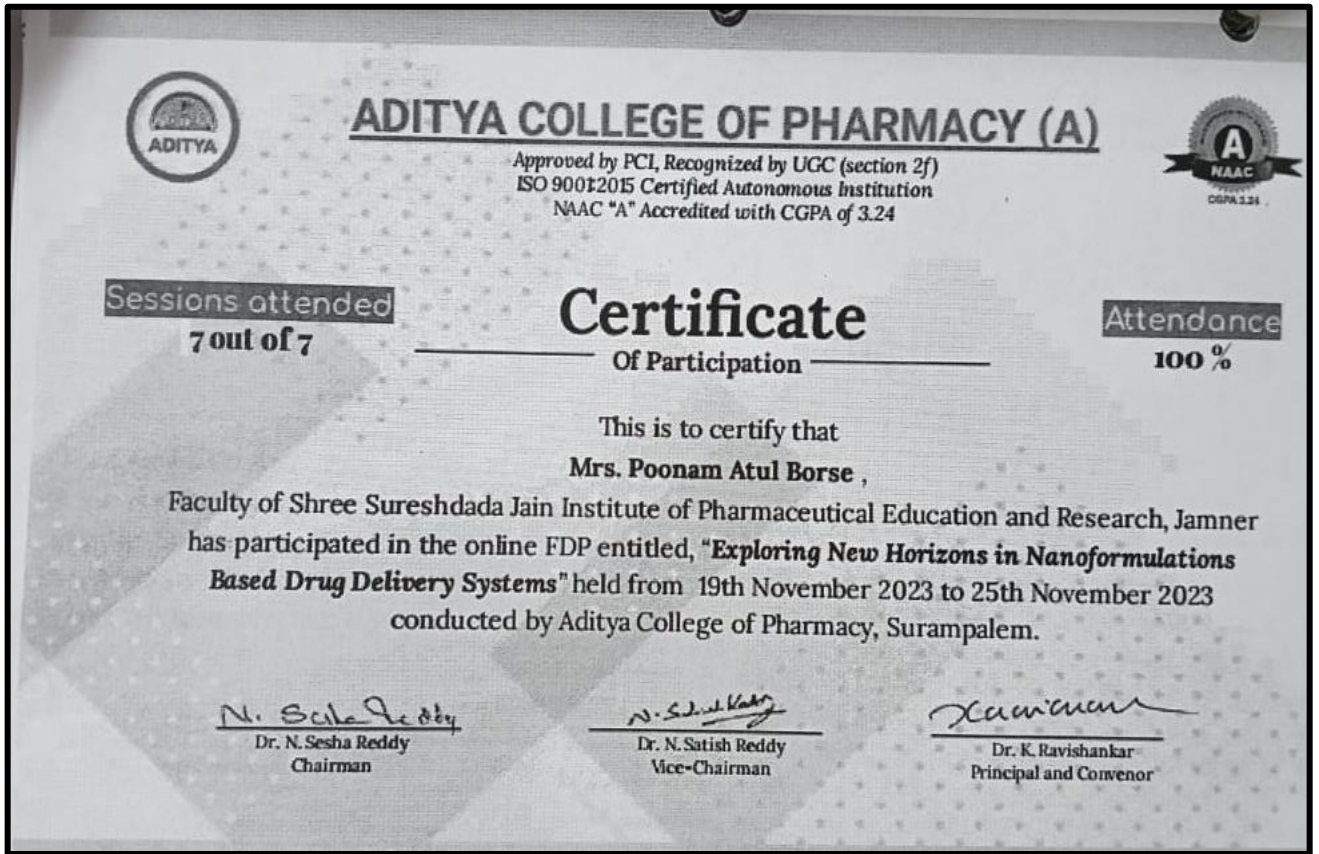 ADITYA
ADITYA COLLEGE OF PHARMACY (A)
Approved by PCI, Recognized by UGC (section 2f)
ISO 9001:2015 Certified Autonomous Institution
NAAC "A" Accredited with CGPA of 3.24
A
NAAC
CGPA 3.24
Sessions attended
7 out of 7
Certificate
Of Participation
Attendance
100 %
This is to certify that
Mrs. Poonam Atul Borse ,
Faculty of Shree Sureshdada Jain Institute of Pharmaceutical Education and Research, Jamner
has participated in the online FDP entitled, "Exploring New Horizons in Nanoformulations
Based Drug Delivery Systems" held from 19th November 2023 to 25th November 2023
conducted by Aditya College of Pharmacy, Surampalem.
Dr. N. Sesha Reddy
Chairman
Dr. N. Satish Reddy
Vice-Chairman
Dr. K. Ravishankar
Principal and Convenor